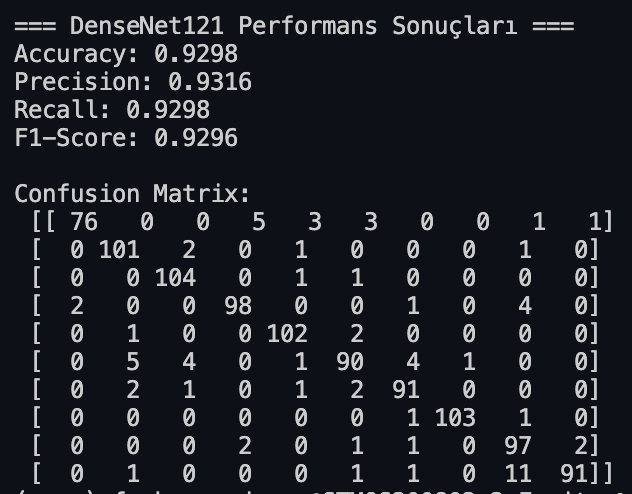 === DenseNet121 Performans Sonuçları ===
Accuracy: 0.9298
Precision: 0.9316
Recall: 0.9298
F1-Score: 0.9296

Confusion Matrix:
[[ 76 0 0 5 3 3 0 0 1 1]
[ 0 101 2 0 1 0 0 0 1 0]
[ 0 0 104 0 1 1 0 0 0 0]
[ 2 0 0 98 0 0 1 0 4 0]
[ 0 1 0 0 102 2 0 0 0 0]
[ 0 5 4 0 1 90 4 1 0 0]
[ 0 2 1 0 1 2 91 0 0 0]
[ 0 0 0 0 0 0 1 103 1 0]
[ 0 0 0 2 0 1 1 0 97 2]
[ 0 1 0 0 0 1 1 0 11 91]]